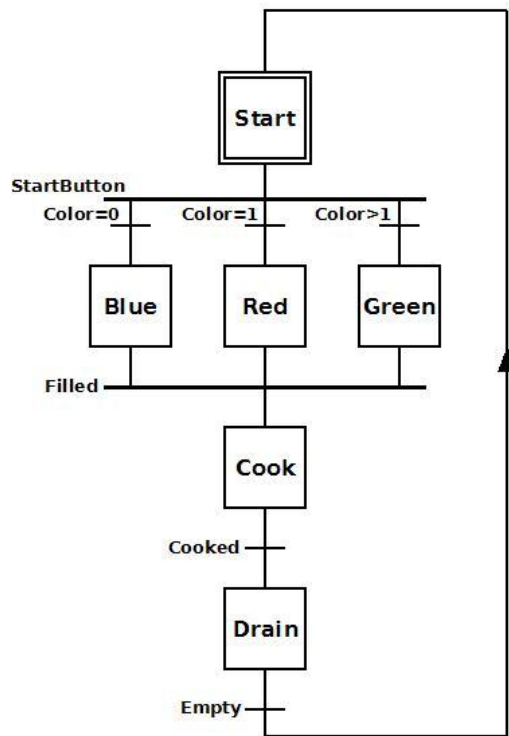 Start
StartButton
Color=0
Color=1
Color>1
Blue
Red
Green
Filled
Cook
Cooked
Drain
Empty